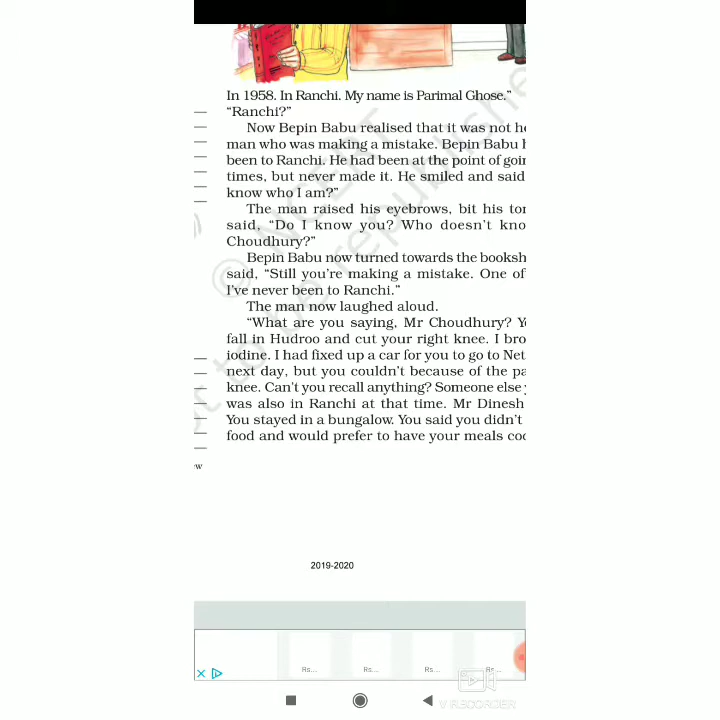 In 1958. In Ranchi. My name is Parimal Ghose.”
“Ranchi?”
Now Bepin Babu realised that it was not
man who was making a mistake. Bepin Babu
been to Ranchi. He had been at the point of
times, but never made it. He smiled and said
know who I am?”
The man raised his eyebrows, bit his
said, “Do I know you? Who doesn’t
Choudhury?”
Bepin Babu now turned towards the
said, “Still you’re making a mistake. One of
I’ve never been to Ranchi.”
The man now laughed aloud.
“What are you saying, Mr Choudhury?
fall in Hudroo and cut your right knee. I
iodine. I had fixed up a car for you to go to
next day, but you couldn’t because of the
knee. Can’t you recall anything? Someone else
was also in Ranchi at that time. Mr Dinesh
You stayed in a bungalow. You said you didn’t
food and would prefer to have your meals
© NCERT
to be republished
2019-2020
Rs...
Rs...
Rs...
Rs...
RECORDER